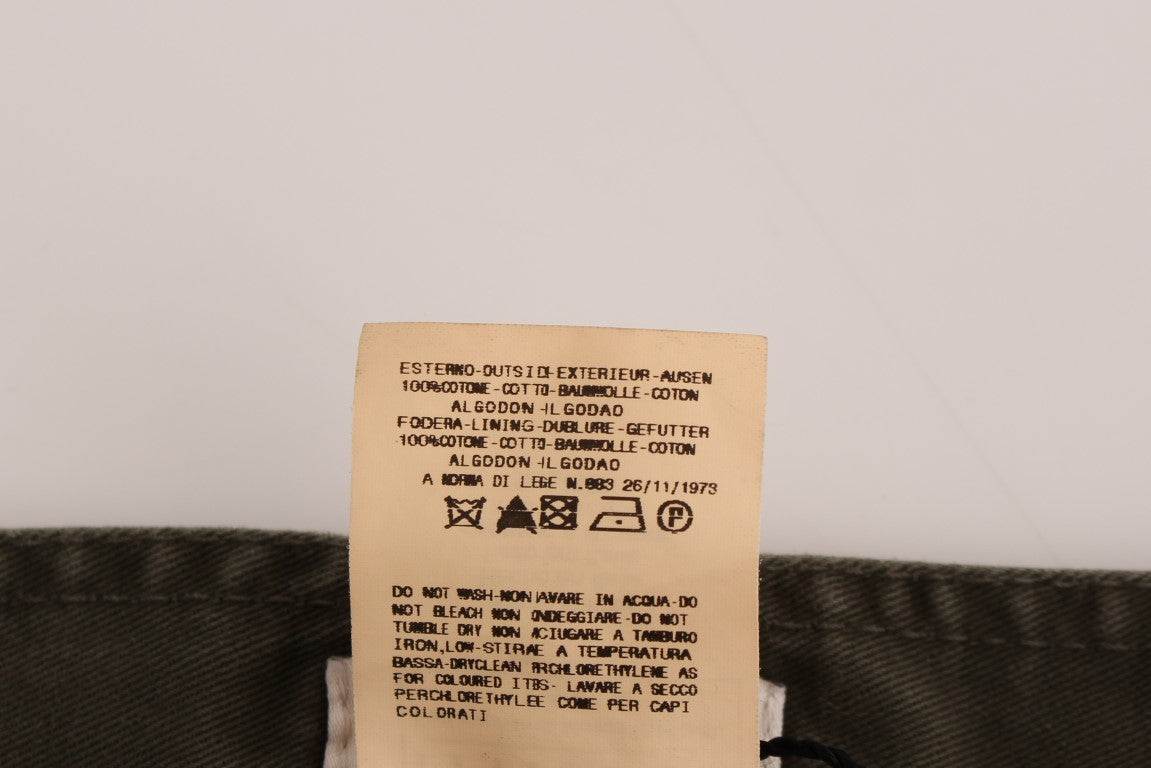 ESTERNO-OUTSIDE-EXTERIEUR-AUSEN
100%COTONE-COTTO-BAUMWOLLE-COTON
ALGODON-ILGODAO
FODERA-LINING-DUBLURE-GEFUTTER
100%COTONE-COTTO-BAUMWOLLE-COTON
ALGODON-ILGODAO
A NORMA DI LEGE N.883 26/11/1973
P
DO NOT WASH-NON LAVARE IN ACQUA-DO
NOT BLEACH NON ONDEGGIARE-DO NOT
TUMBLE DRY NON ACIUGARE A TAMBURO
IRON,LOW-STIRAE A TEMPERATURA
BASSA-DRYCLEAN PRCHLORETHYLENE AS
FOR COLOURED ITBS- LAVARE A SECCO
PERCHLORETHYLEE COME PER CAPI
COLORATI